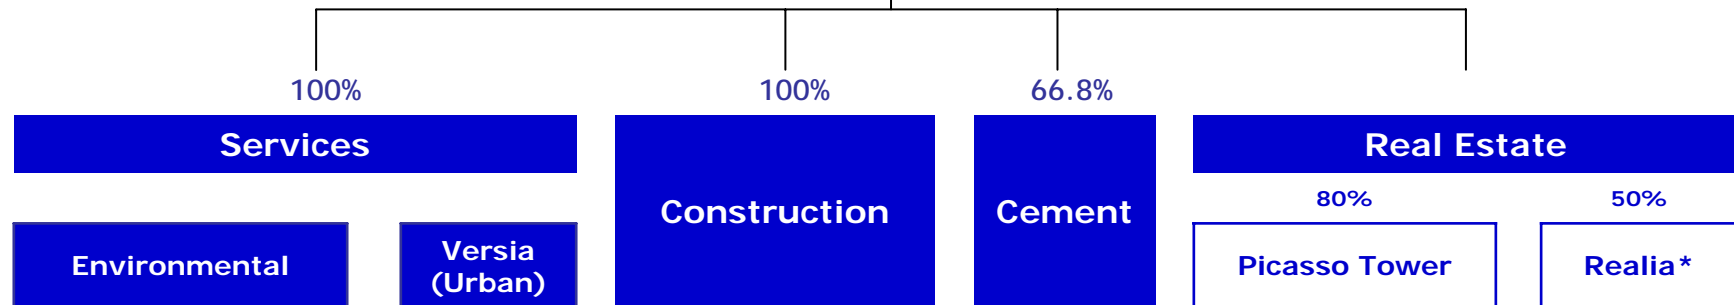 100%
100%
66.8%
Services
Construction
Cement
Real Estate
80%
50%
Environmental
Versia
(Urban)
Picasso Tower
Realia*